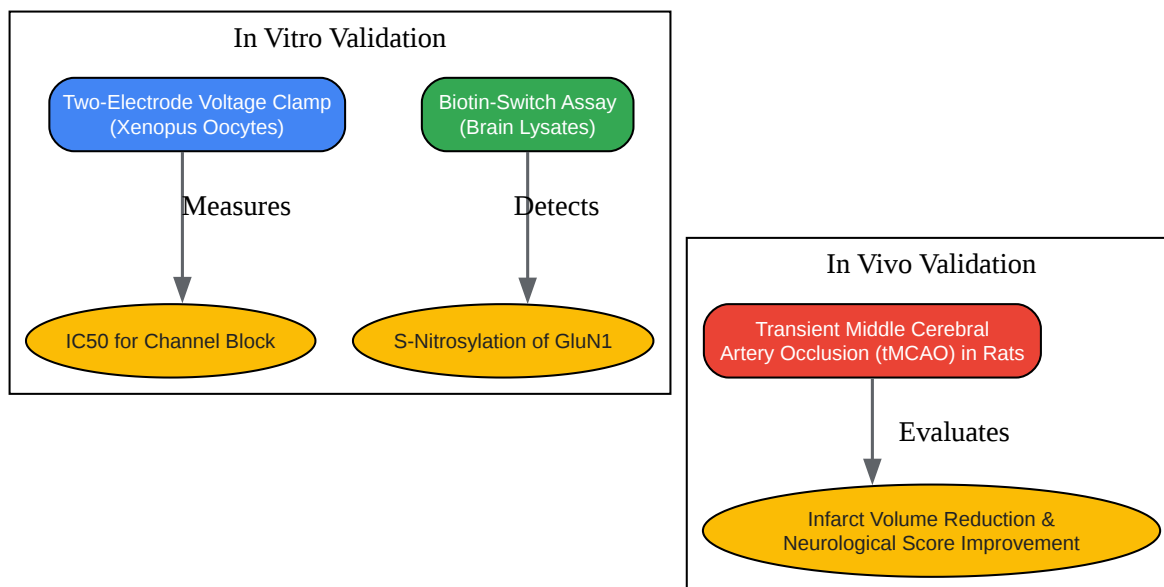 In Vitro Validation
Two-Electrode Voltage Clamp
(Xenopus Oocytes)
Biotin-Switch Assay
(Brain Lysates)
Measures
Detects
IC50 for Channel Block
S-Nitrosylation of GluN1
In Vivo Validation
Transient Middle Cerebral
Artery Occlusion (tMCAO) in Rats
Evaluates
Infarct Volume Reduction &
Neurological Score Improvement